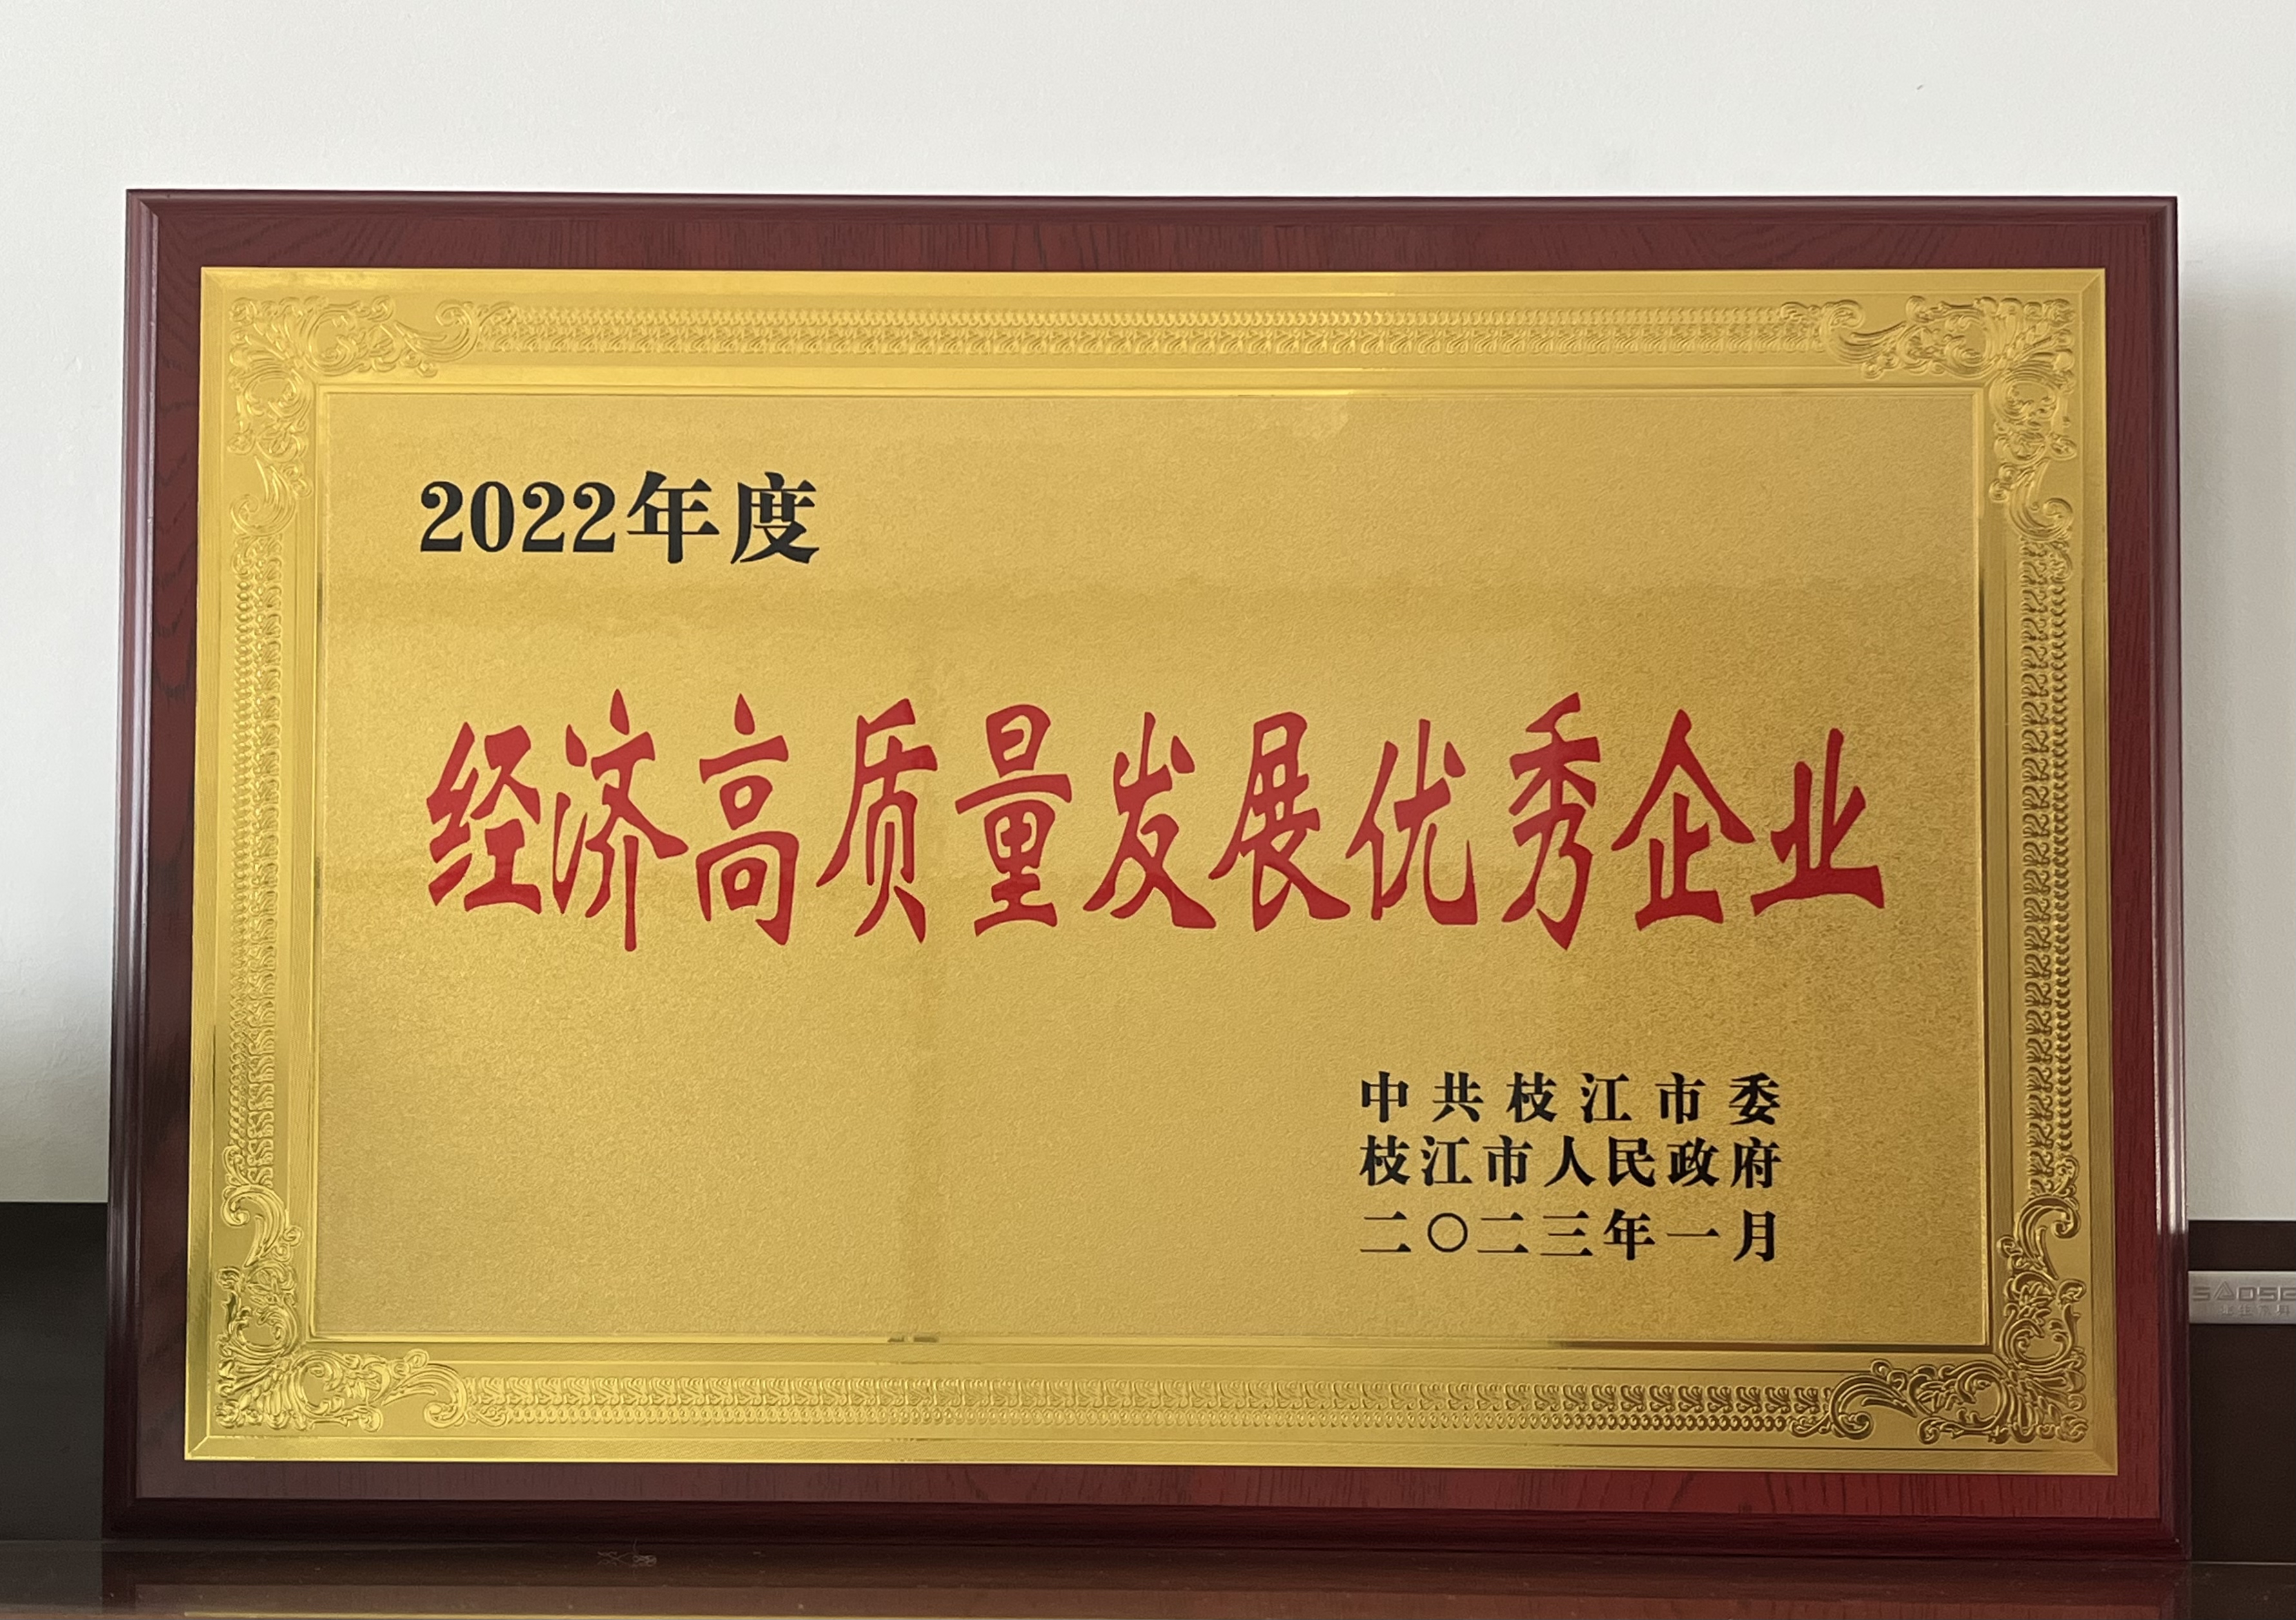 2022年度
经济高质量发展优秀企业
中共枝江市委
枝江市人民政府
二〇二三年一月